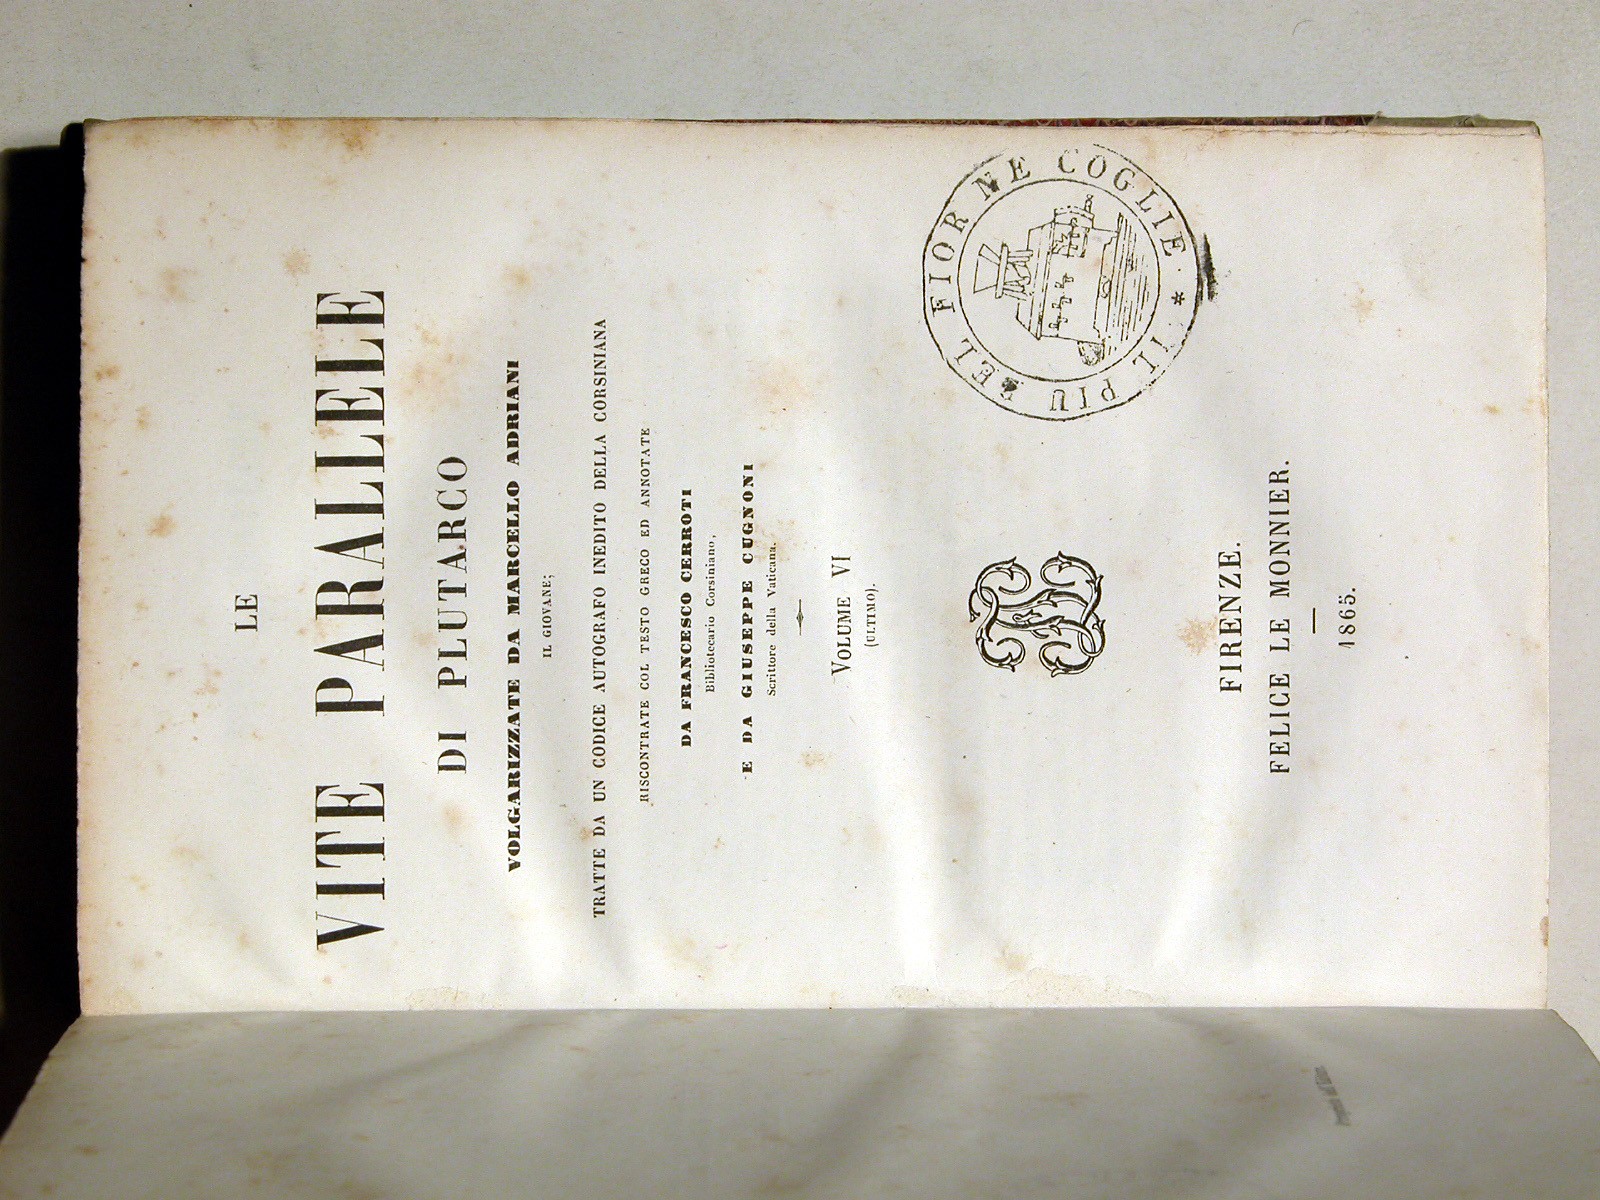 LE
VITE PARALLELE
DI PLUTARCO
VOLGARIZZATE DA MARCELLO ADRIANI
IL GIOVANE;
TRATTE DA UN CODICE AUTOGRAFO INEDITO DELLA CORSINIANA
RISCONTRATE COL TESTO GRECO ED ANNOTATE
DA FRANCESCO CERROTI
Bibliotecario Corsiniano,
E DA GIUSEPPE CUGNONI
Scrittore della Vaticana.
VOLUME VI
(ULTIMO).
IL PIU BEL FIOR NE COGLIE
FIRENZE.
FELICE LE MONNIER.
1865.